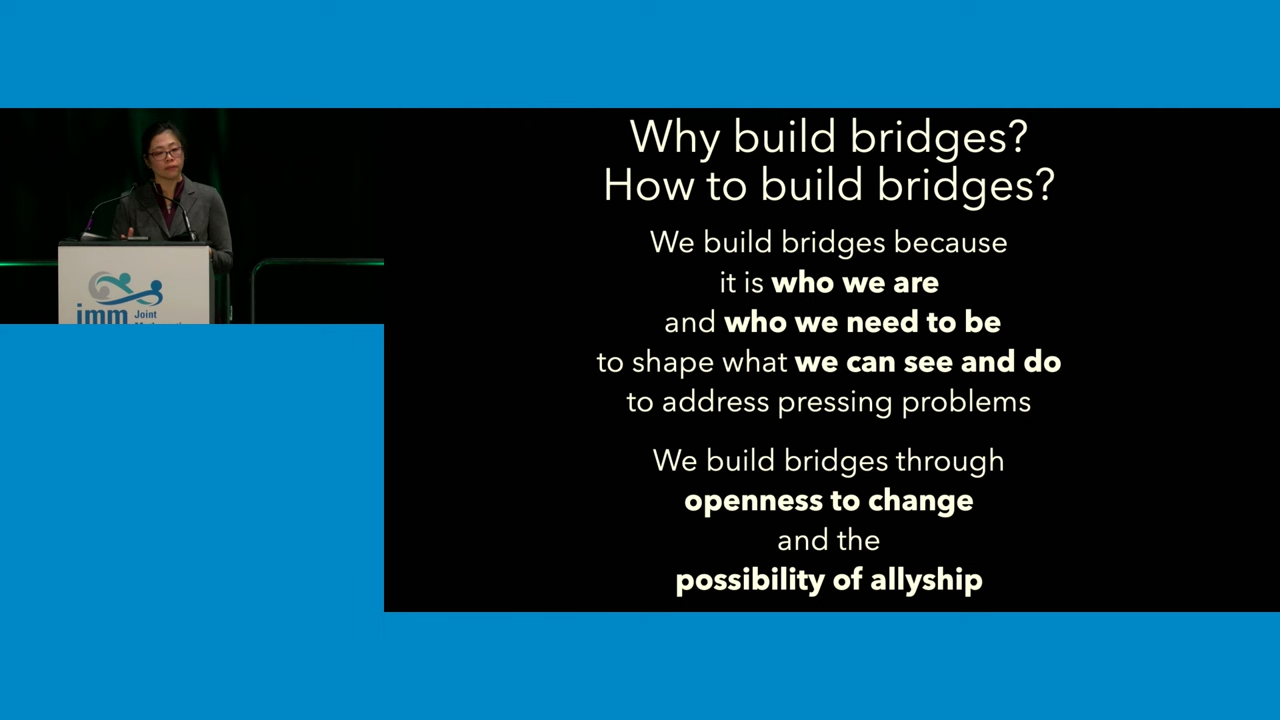 Why build bridges?
How to build bridges?
We build bridges because
it is who we are
and who we need to be
to shape what we can see and do
to address pressing problems
We build bridges through
openness to change
and the
possibility of allyship
jmm Joint